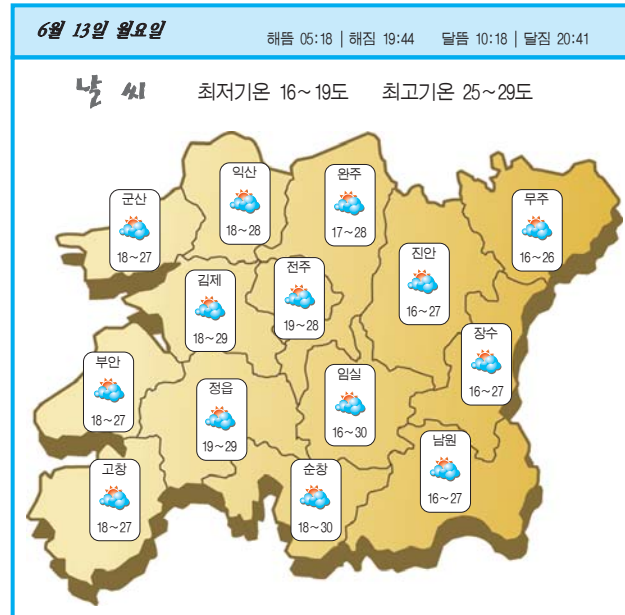 6월 13일 월요일
해뜸 05:18 | 해짐 19:44 달뜸 10:18 | 달짐 20:41
날 씨 최저기온 16~19도 최고기온 25~29도
익산
18~28
완주
17~28
군산
18~27
무주
16~26
진안
16~27
전주
19~28
김제
18~29
장수
16~27
부안
18~27
정읍
19~29
임실
16~30
남원
16~27
고창
18~27
순창
18~30